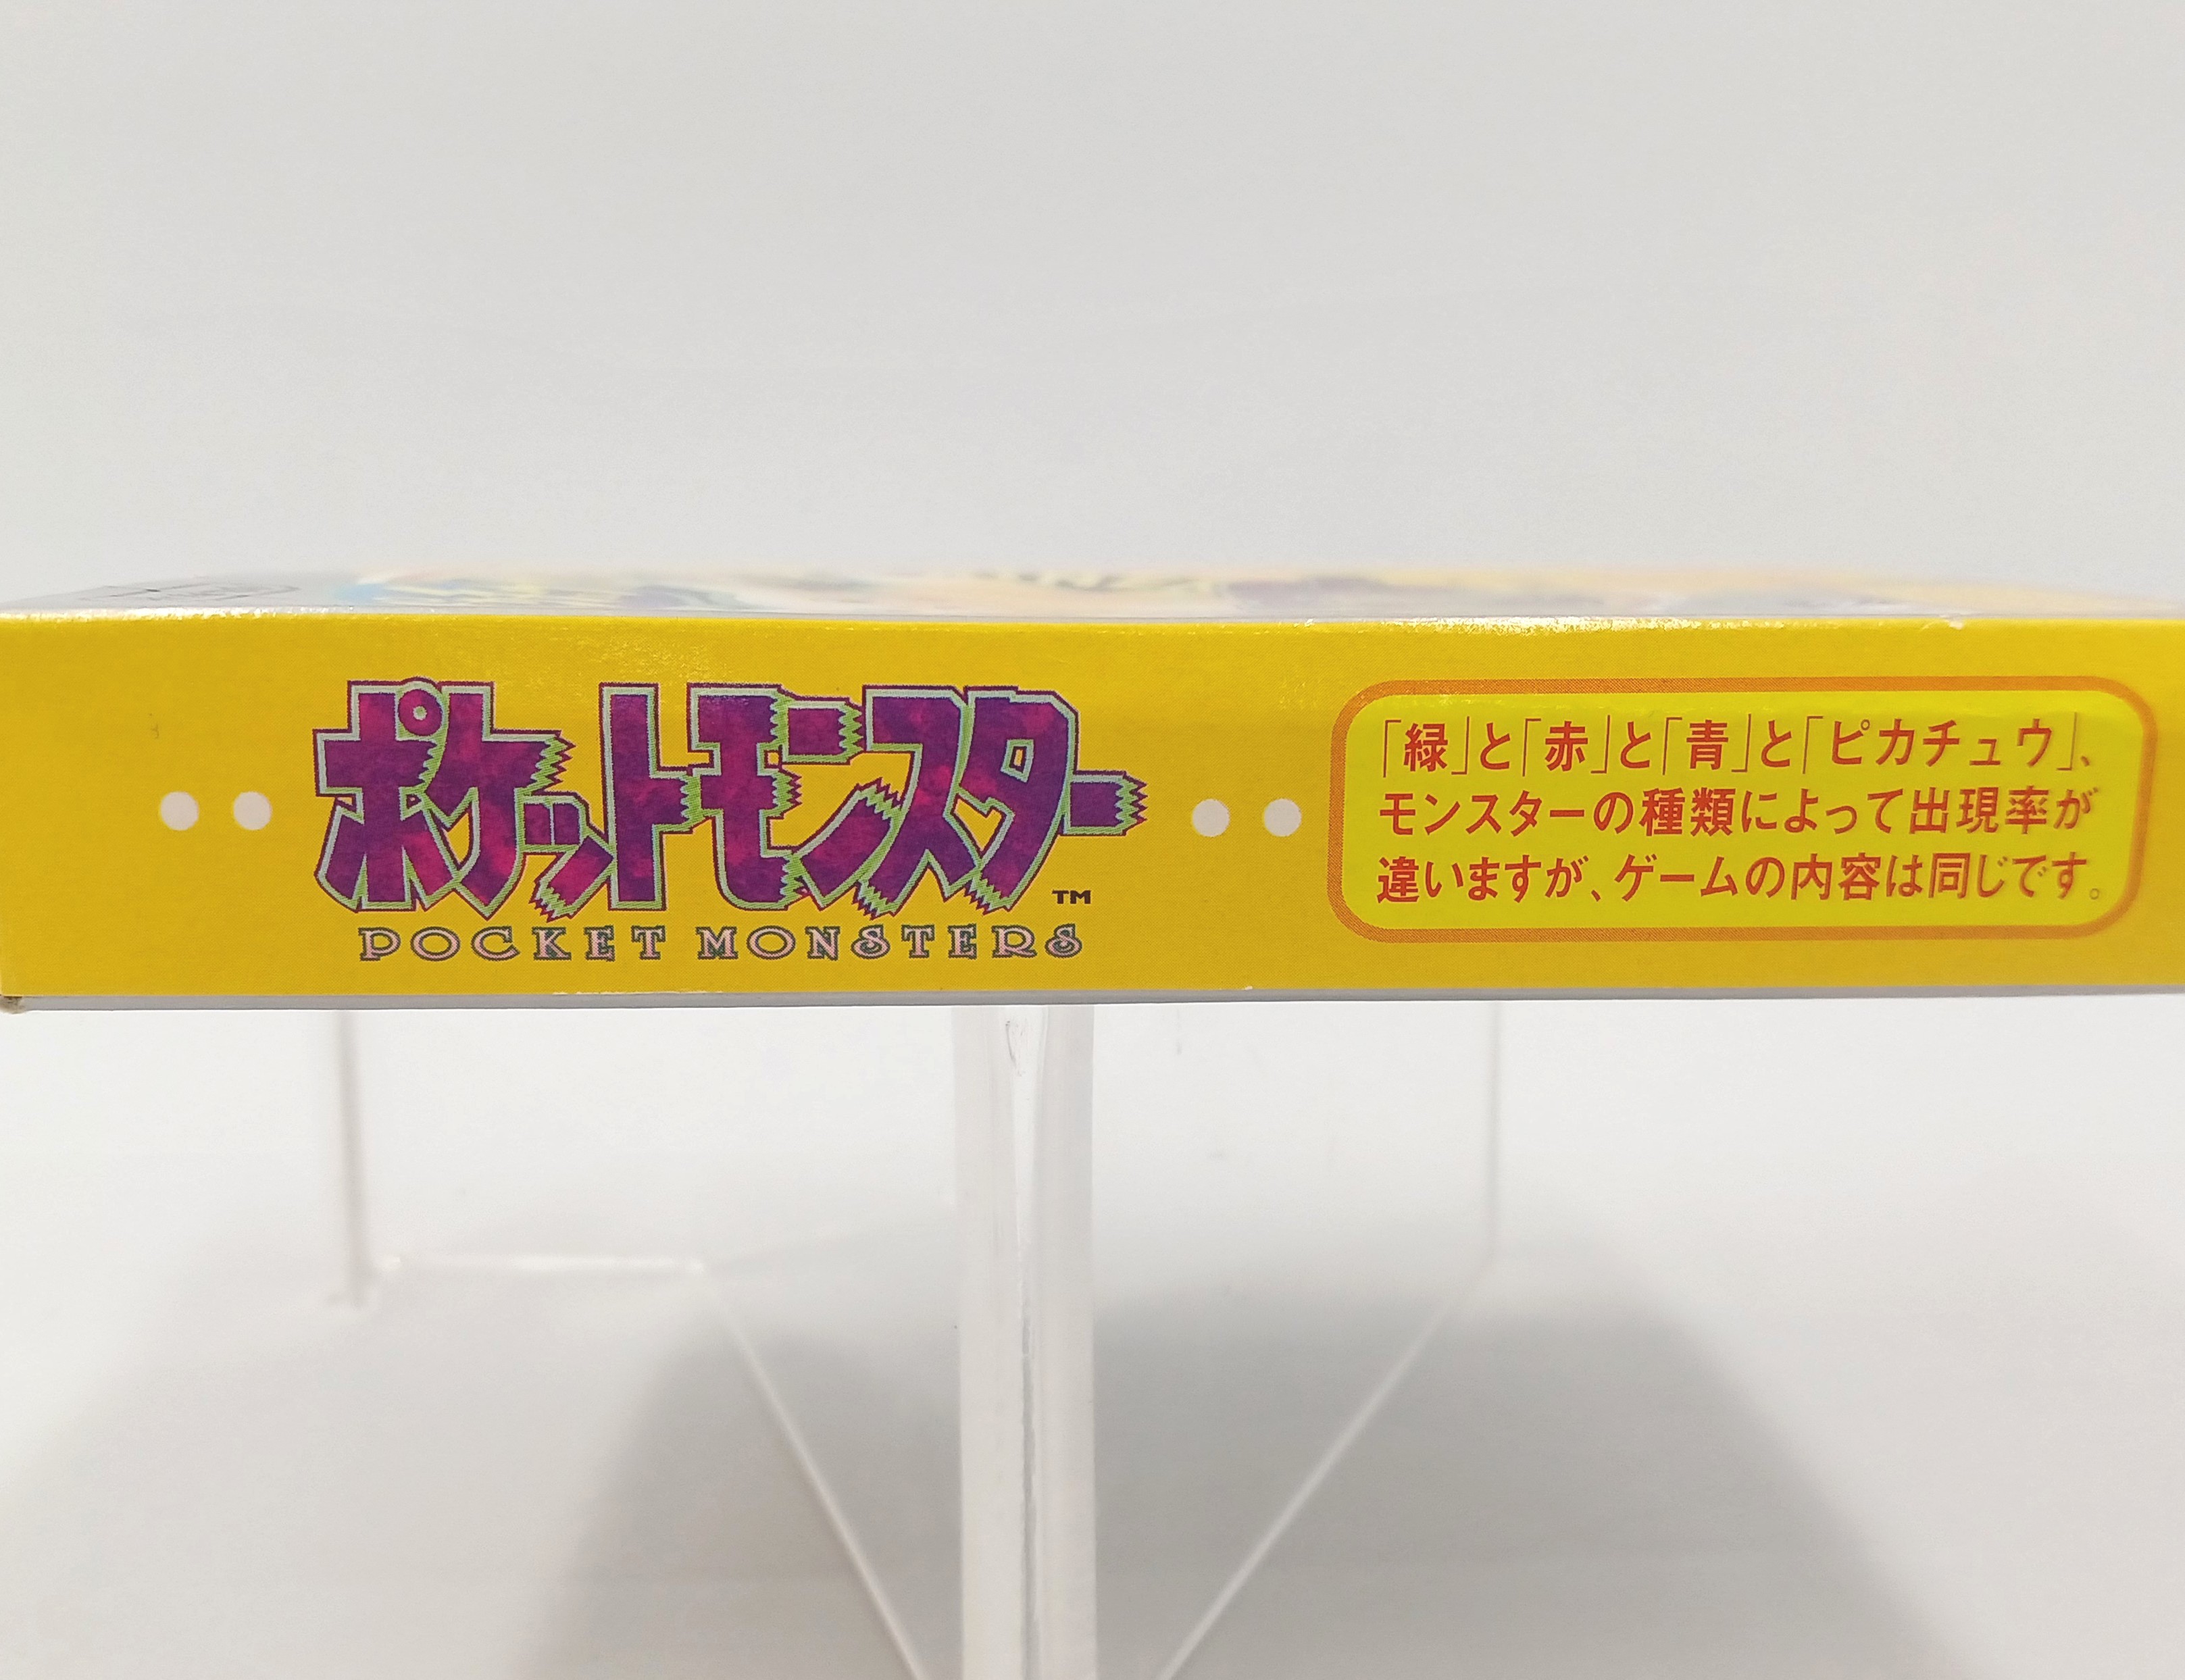 ポケットモンスター
TM
POCKET MONSTERS
「緑」と「赤」と「青」と「ピカチュウ」、
モンスターの種類によって出現率が
違いますが、ゲームの内容は同じです。